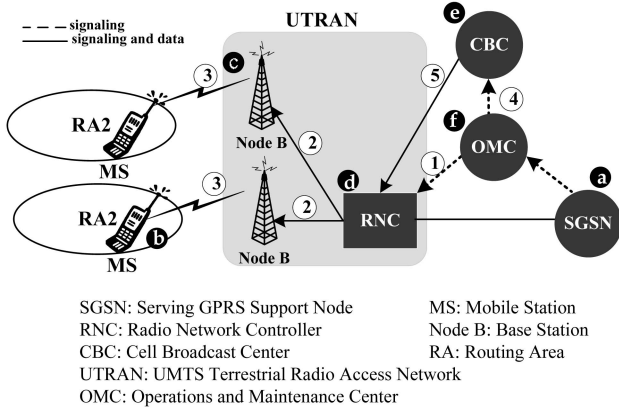 signaling
signaling and data
UTRAN
e
CBC
3
c
5
4
RA2
MS
Node B
2
f
OMC
1
3
d
a
RA2
b
MS
2
Node B
RNC
SGSN
SGSN: Serving GPRS Support Node
MS: Mobile Station
RNC: Radio Network Controller
Node B: Base Station
CBC: Cell Broadcast Center
RA: Routing Area
UTRAN: UMTS Terrestrial Radio Access Network
OMC: Operations and Maintenance Center